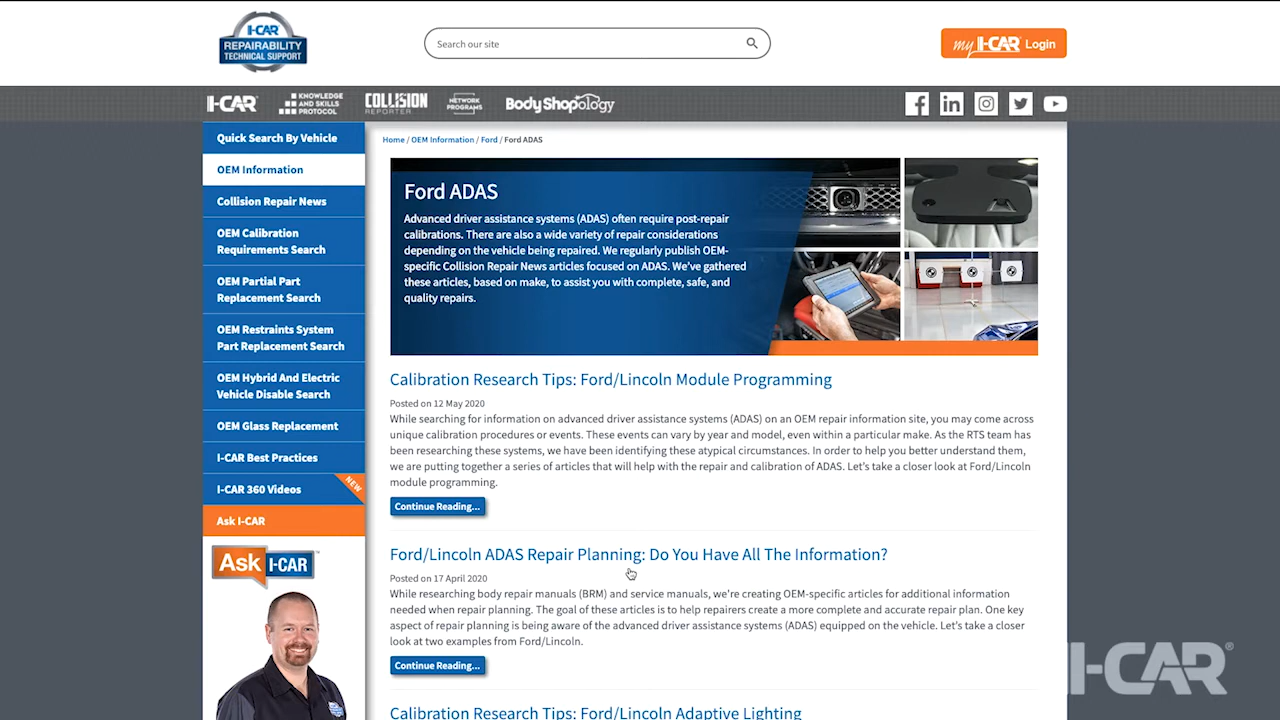 I-CAR
REPAIRABILITY
TECHNICAL SUPPORT
Search our site
my I-CAR Login
I-CAR
KNOWLEDGE
AND SKILLS
PROTOCOL
COLLISION
REPORTER
NETWORK
PROGRAMS
BodyShopology
Quick Search By Vehicle
OEM Information
Collision Repair News
OEM Calibration
Requirements Search
OEM Partial Part
Replacement Search
OEM Restraints System
Part Replacement Search
OEM Hybrid And Electric
Vehicle Disable Search
OEM Glass Replacement
I-CAR Best Practices
I-CAR 360 Videos
NEW
Ask I-CAR
Ask I-CAR
Home / OEM Information / Ford / Ford ADAS
Ford ADAS
Advanced driver assistance systems (ADAS) often require post-repair
calibrations. There are also a wide variety of repair considerations
depending on the vehicle being repaired. We regularly publish OEM-
specific Collision Repair News articles focused on ADAS. We've gathered
these articles, based on make, to assist you with complete, safe, and
quality repairs.
Calibration Research Tips: Ford/Lincoln Module Programming
Posted on 12 May 2020
While searching for information on advanced driver assistance systems (ADAS) on an OEM repair information site, you may come across
unique calibration procedures or events. These events can vary by year and model, even within a particular make. As the RTS team has
been researching these systems, we have been identifying these atypical circumstances. In order to help you better understand them,
we are putting together a series of articles that will help with the repair and calibration of ADAS. Let's take a closer look at Ford/Lincoln
module programming.
Continue Reading...
Ford/Lincoln ADAS Repair Planning: Do You Have All The Information?
Posted on 17 April 2020
While researching body repair manuals (BRM) and service manuals, we're creating OEM-specific articles for additional information
needed when repair planning. The goal of these articles is to help repairers create a more complete and accurate repair plan. One key
aspect of repair planning is being aware of the advanced driver assistance systems (ADAS) equipped on the vehicle. Let's take a closer
look at two examples from Ford/Lincoln.
Continue Reading...
Calibration Research Tips: Ford/Lincoln Adaptive Lighting
I-CAR®